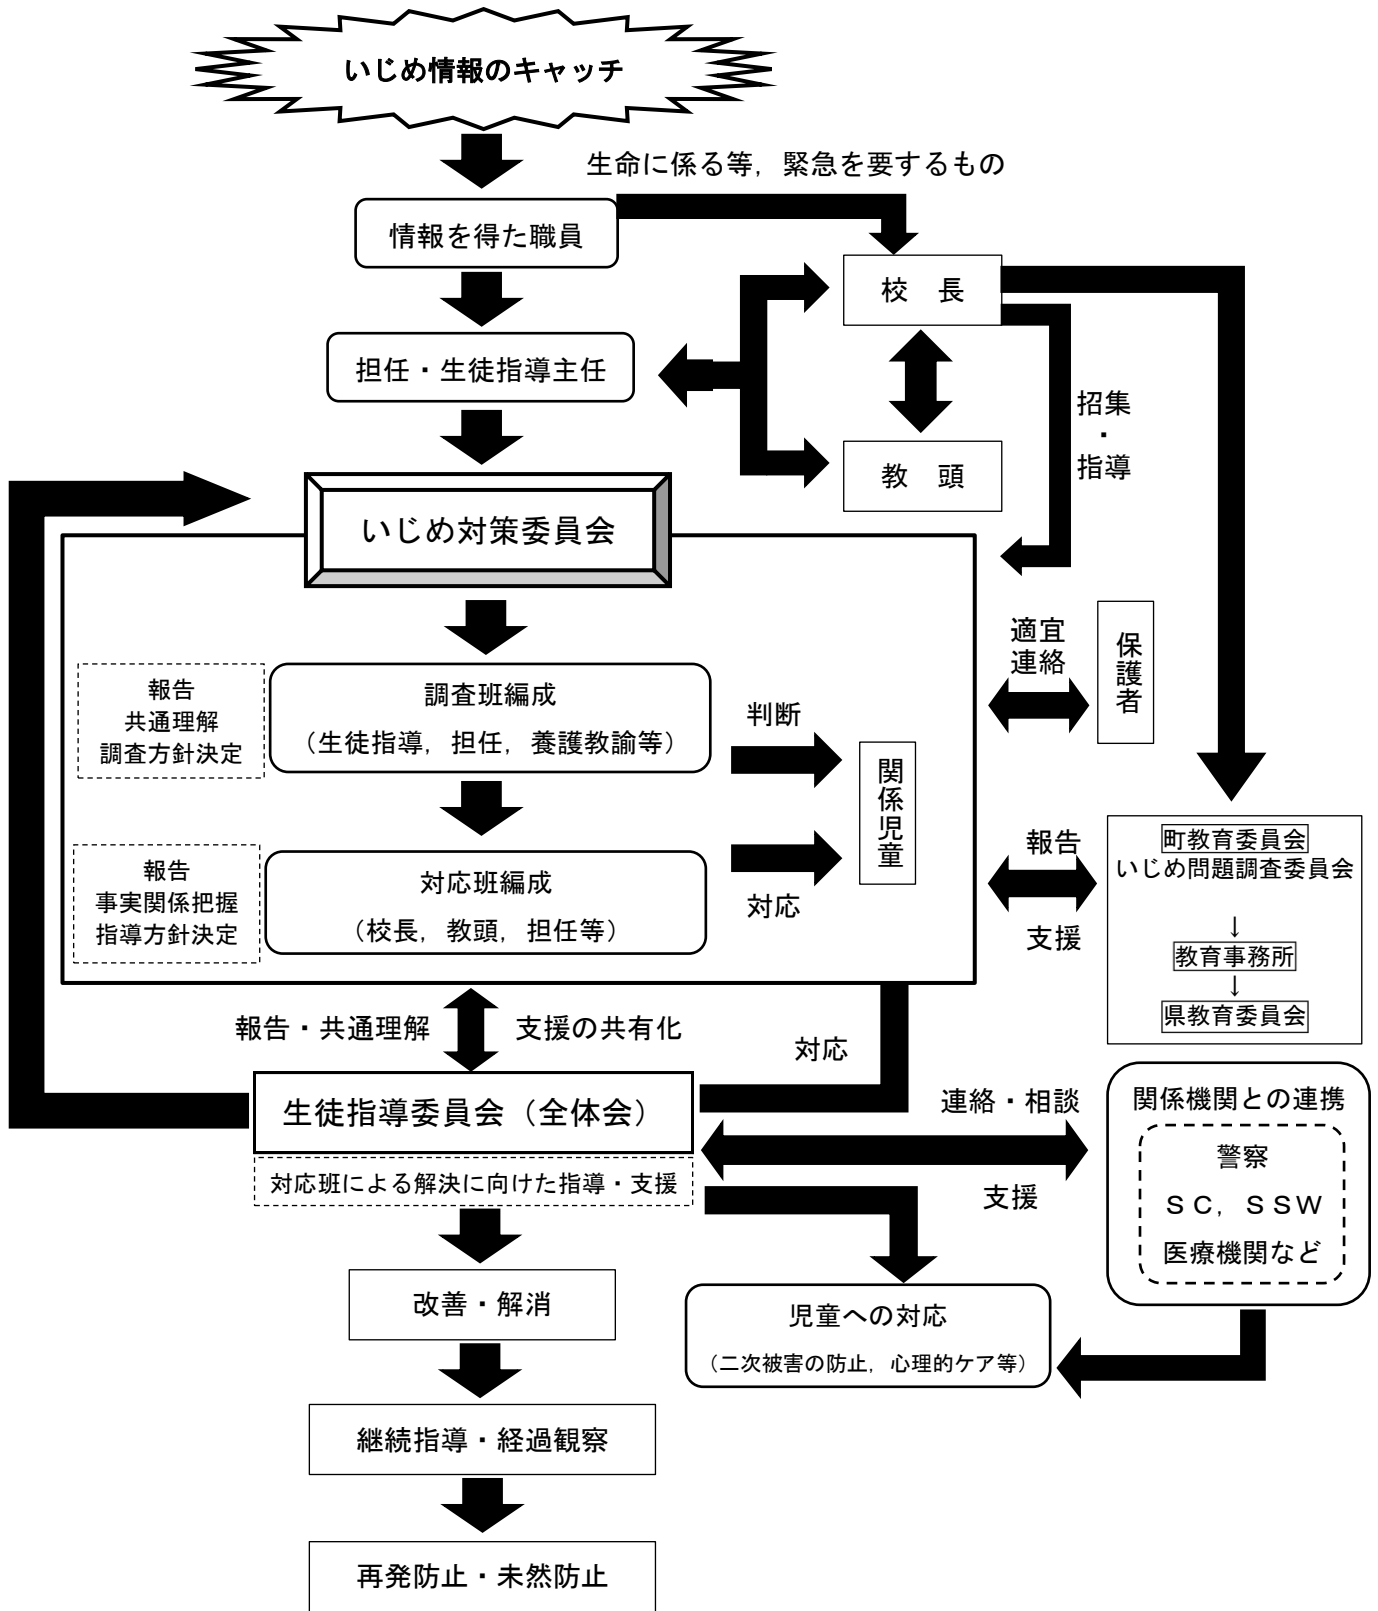 いじめ情報のキャッチ
生命に係る等，緊急を要するもの
情報を得た職員
校　長
担任・生徒指導主任
招集
・
指導
教　頭
いじめ対策委員会
適宜
連絡
保護者
報告
共通理解
調査方針決定
調査班編成
（生徒指導，担任，養護教諭等）
判断
関係児童
報告
事実関係把握
指導方針決定
対応班編成
（校長，教頭，担任等）
対応
報告
支援
町教育委員会
いじめ問題調査委員会
↓
教育事務所
↓
県教育委員会
報告・共通理解
支援の共有化
対応
生徒指導委員会（全体会）
対応班による解決に向けた指導・支援
連絡・相談
支援
関係機関との連携
警察
ＳＣ，ＳＳＷ
医療機関など
改善・解消
児童への対応
（二次被害の防止，心理的ケア等）
継続指導・経過観察
再発防止・未然防止